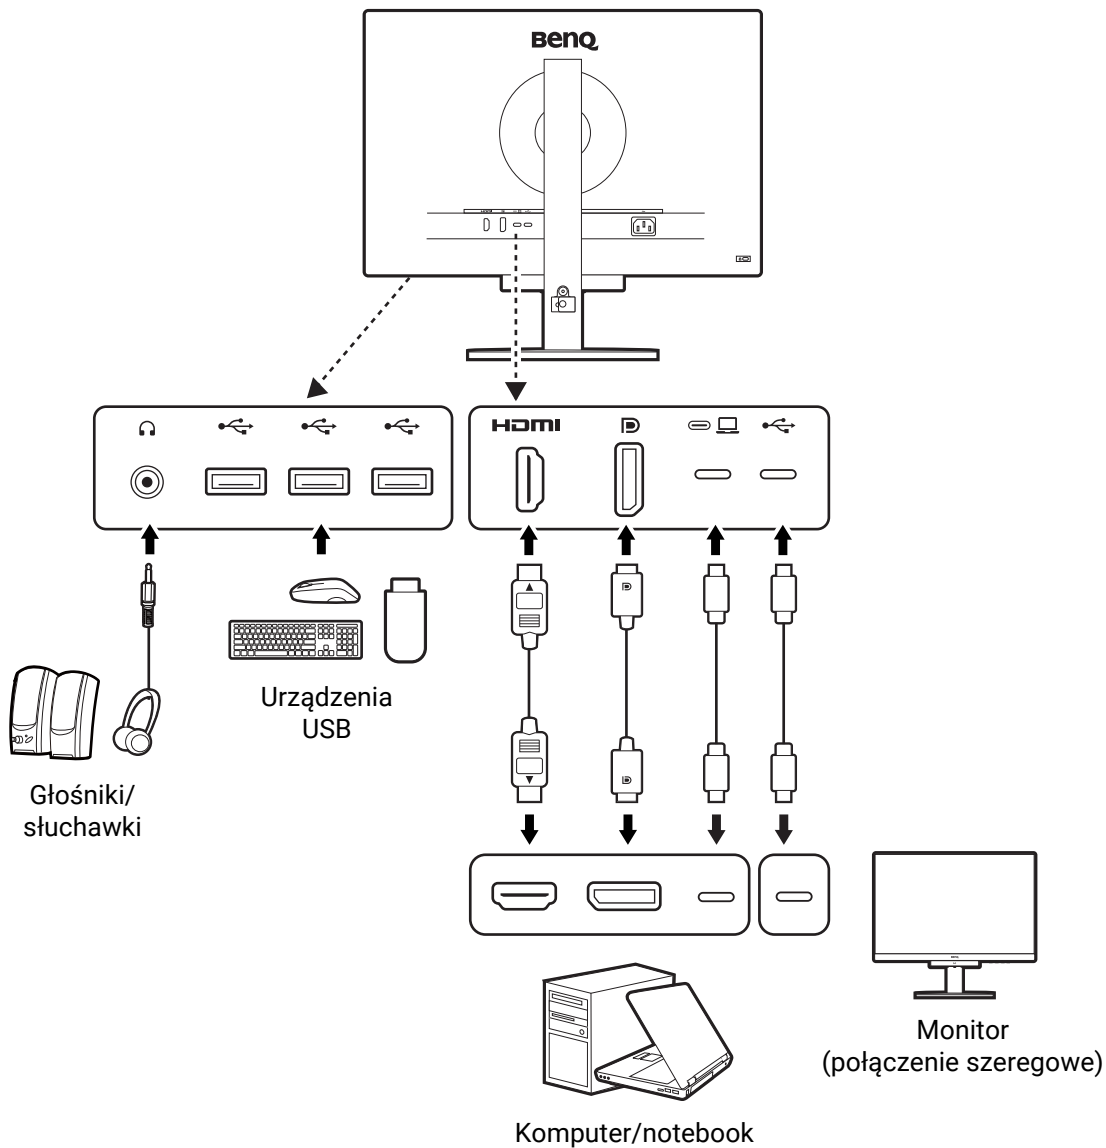 BenQ
HDMI
Urządzenia
USB
Głośniki/
słuchawki
Monitor
(połączenie szeregowe)
Komputer/notebook